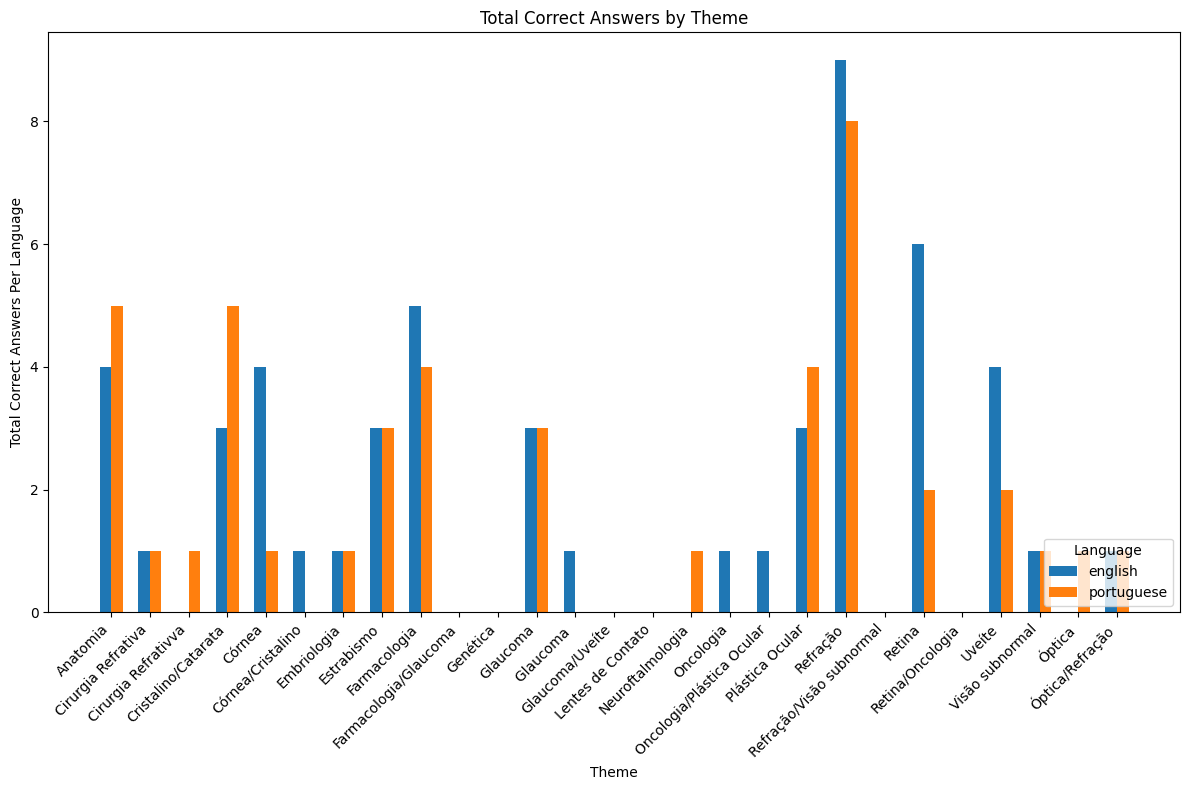 Total Correct Answers by Theme
Total Correct Answers Per Language
8
6
4
2
0
Language
english
portuguese
Anatomia
Cirurgia Refrativa
Cirurgia Refrativva
Cristalino/Catarata
Córnea
Córnea/Cristalino
Embriologia
Estrabismo
Farmacologia
Farmacologia/Glaucoma
Genética
Glaucoma
Glaucoma
Glaucoma/Uveíte
Lentes de Contato
Neuroftalmologia
Oncologia
Oncologia/Plástica Ocular
Plástica Ocular
Refração
Refração/Visão subnormal
Retina
Retina/Oncologia
Uveíte
Visão subnormal
Óptica
Óptica/Refração
Theme